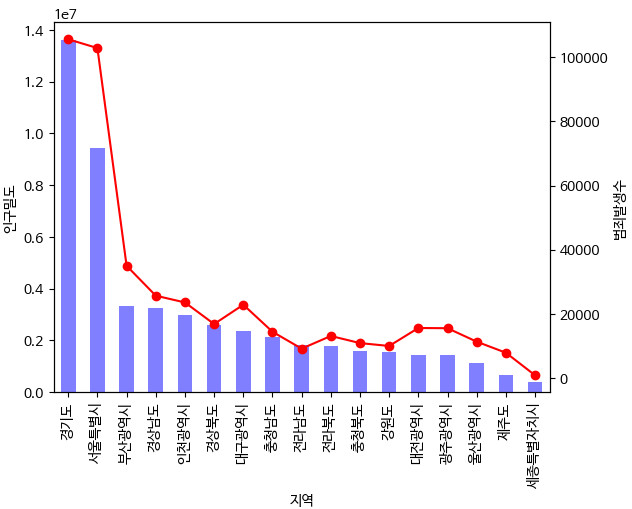 1e7
1.4
1.2
1.0
0.8
0.6
0.4
0.2
0.0
인구밀도
100000
80000
60000
40000
20000
0
범죄발생수
경기도
서울특별시
부산광역시
경상남도
인천광역시
경상북도
대구광역시
충청남도
전라남도
전라북도
충청북도
강원도
대전광역시
광주광역시
울산광역시
제주도
세종특별자치시
지역